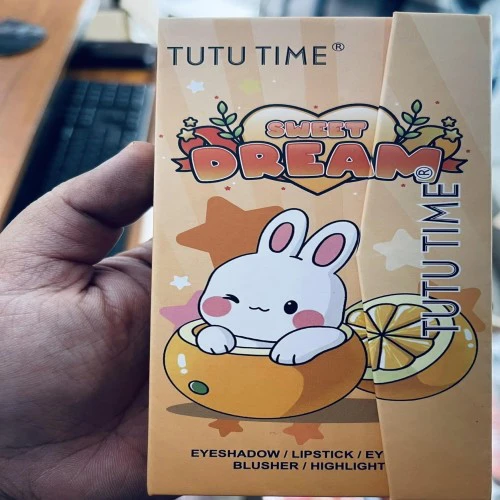 TUTU TIME®
SWEET
DREAM
TUTU TIME®
EYESHADOW / LIPSTICK / EY
BLUSHER / HIGHLIGHT